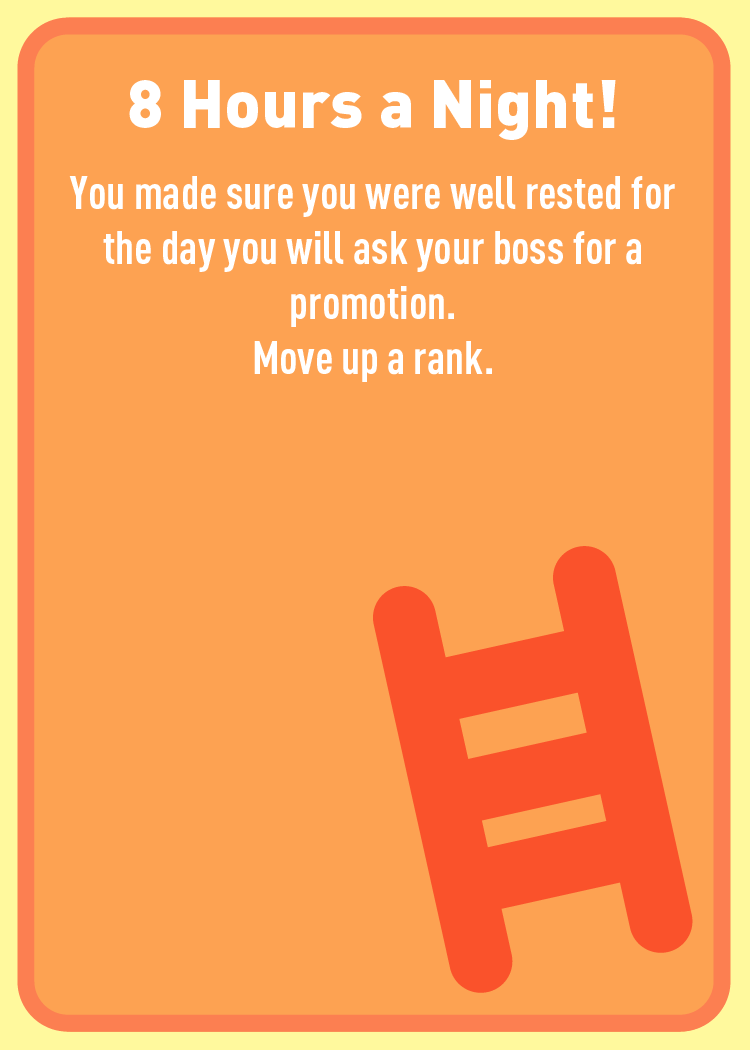 8 Hours a Night!
You made sure you were well rested for
the day you will ask your boss for a
promotion.
Move up a rank.